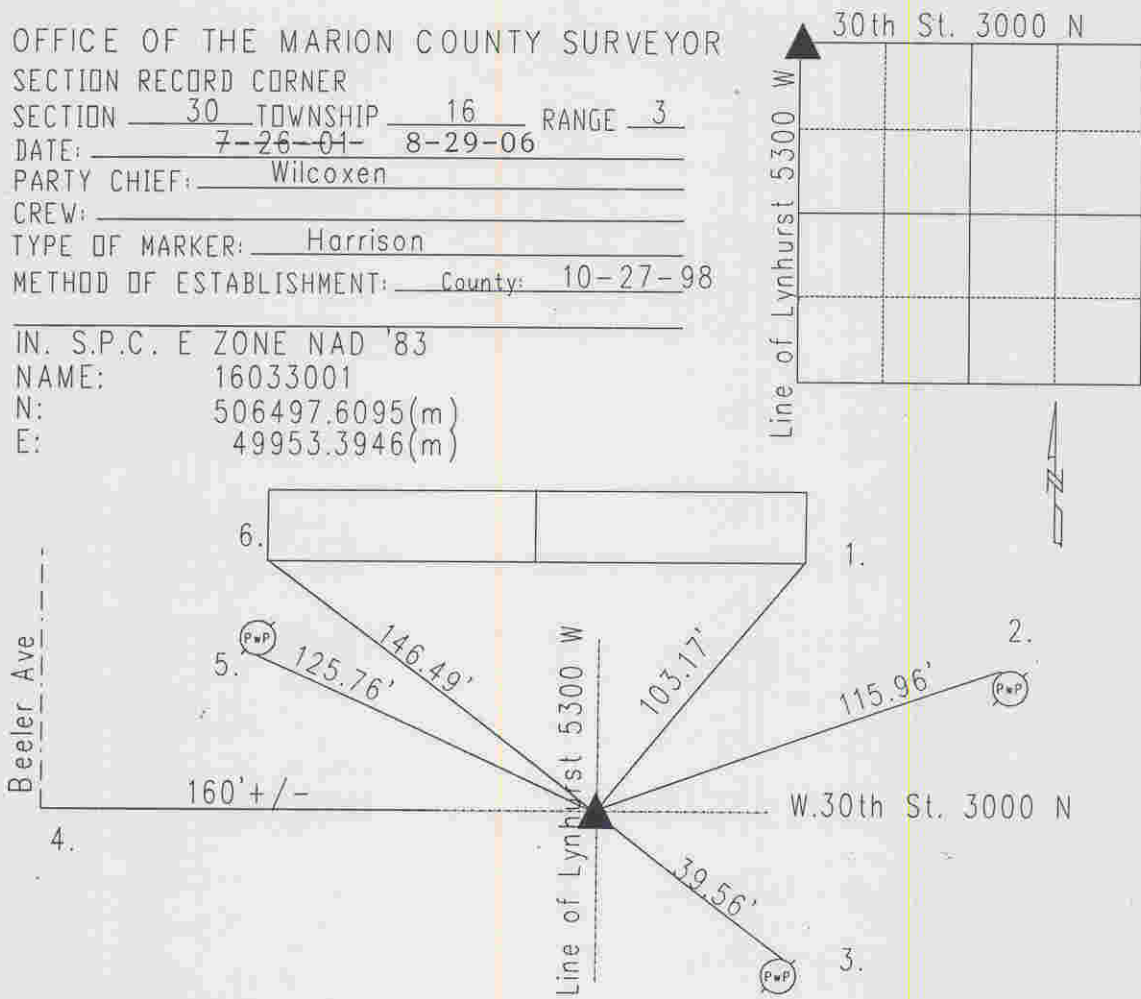 OFFICE OF THE MARION COUNTY SURVEYOR
SECTION RECORD CORNER
SECTION 30 TOWNSHIP 16 RANGE 3
DATE: 7-26-01- 8-29-06
PARTY CHIEF: Wilcoxen
CREW:
TYPE OF MARKER: Harrison
METHOD OF ESTABLISHMENT: County: 10-27-98
IN. S.P.C. E ZONE NAD '83
NAME: 16033001
N: 506497.6095(m)
E: 49953.3946(m)
30th St. 3000 N
Line of Lynhurst 5300 W
N
6.
1.
146.49'
103.17'
2.
PwP
115.96'
PwP
5.
125.76'
Beeler Ave
160'+/-
4.
Line of Lynhurst 5300 W
W.30th St. 3000 N
39.56'
3.
PwP